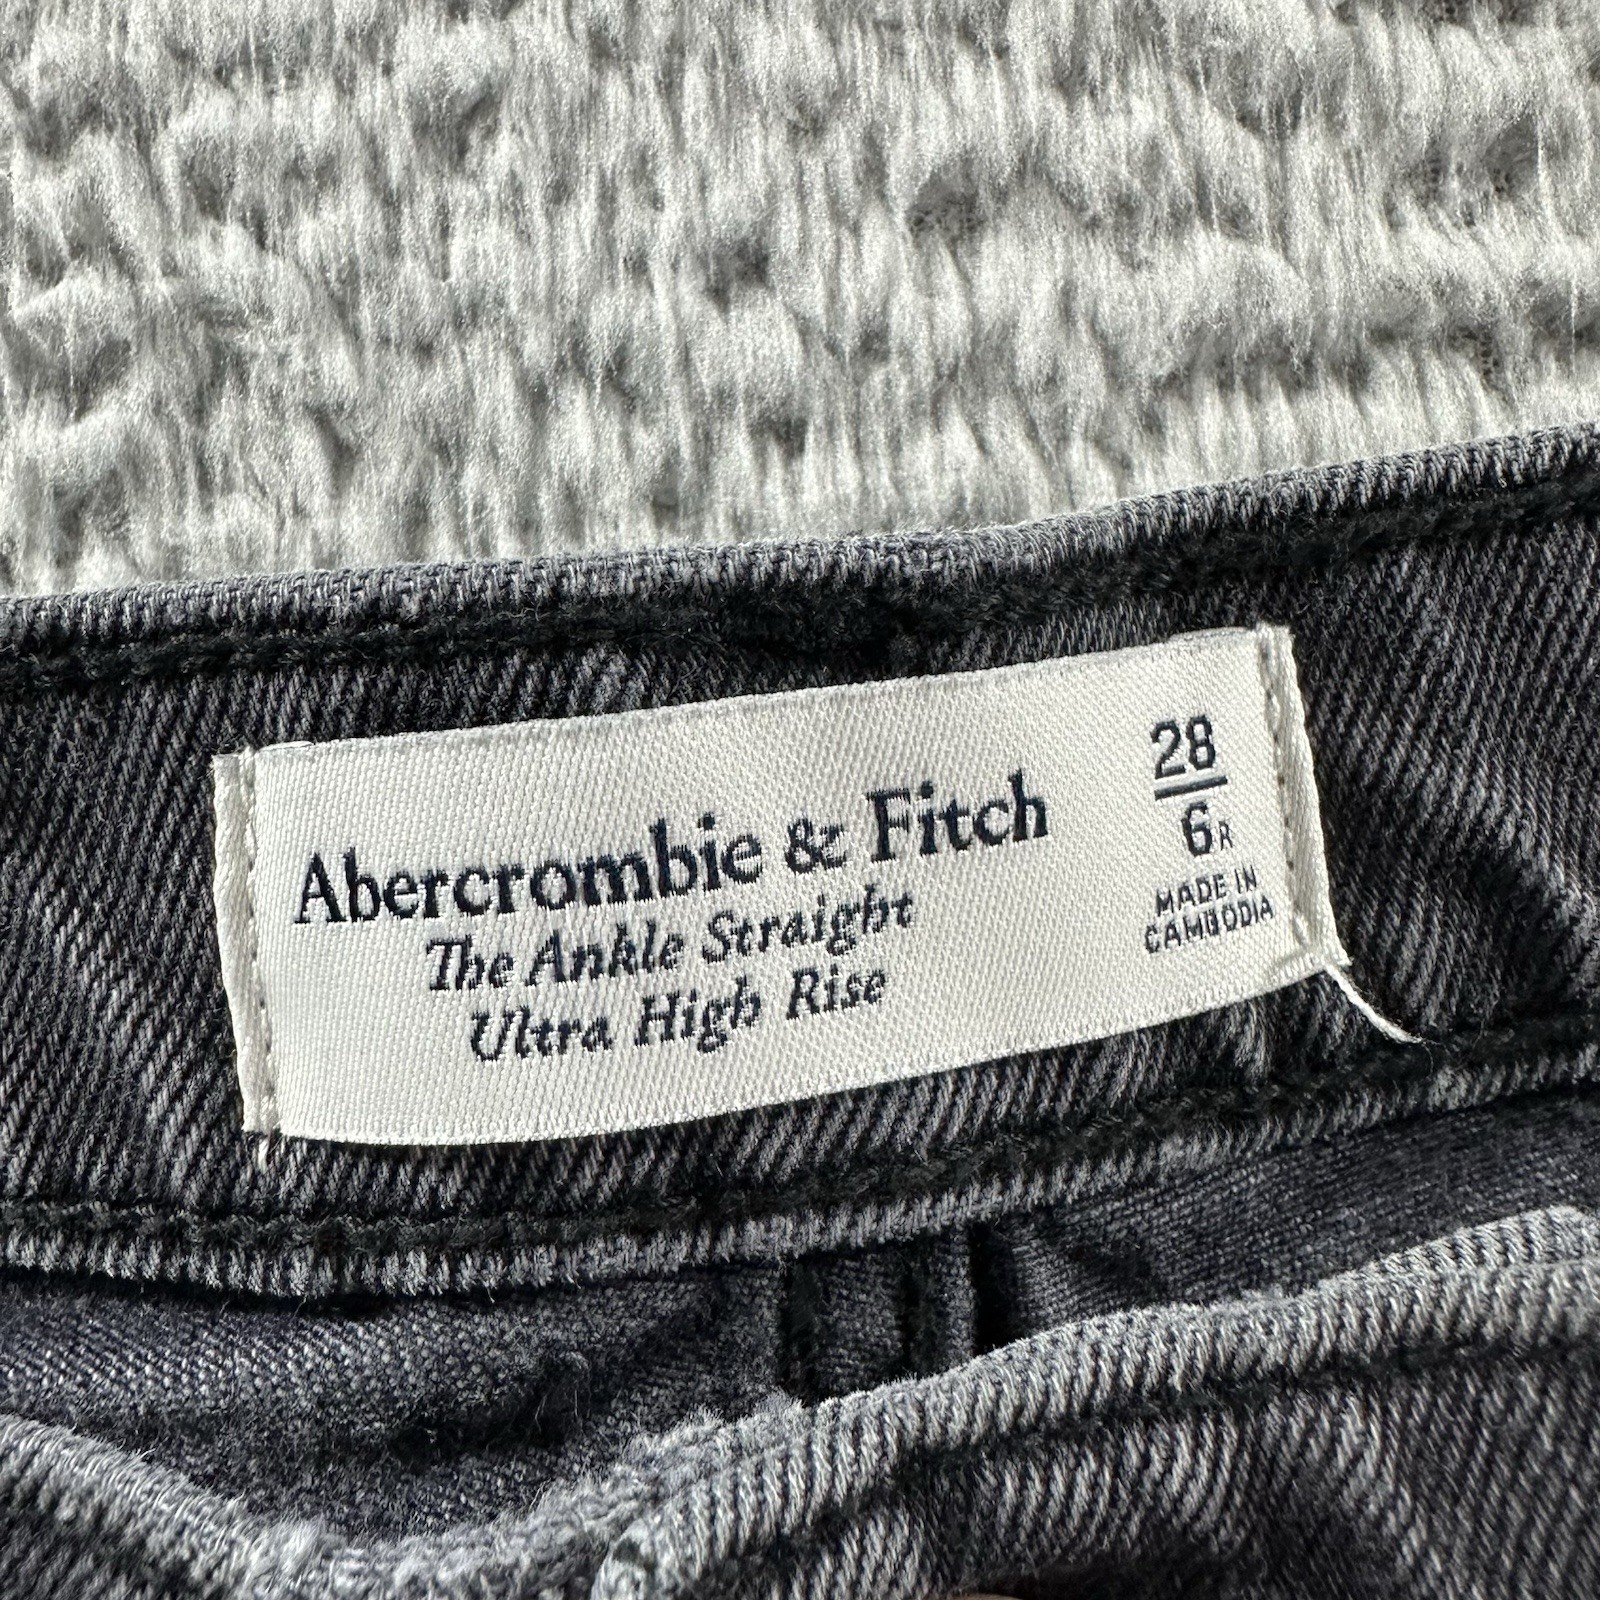 Abercrombie & Fitch
The Ankle Straight
Ultra High Rise
28
6R
MADE IN
CAMBODIA